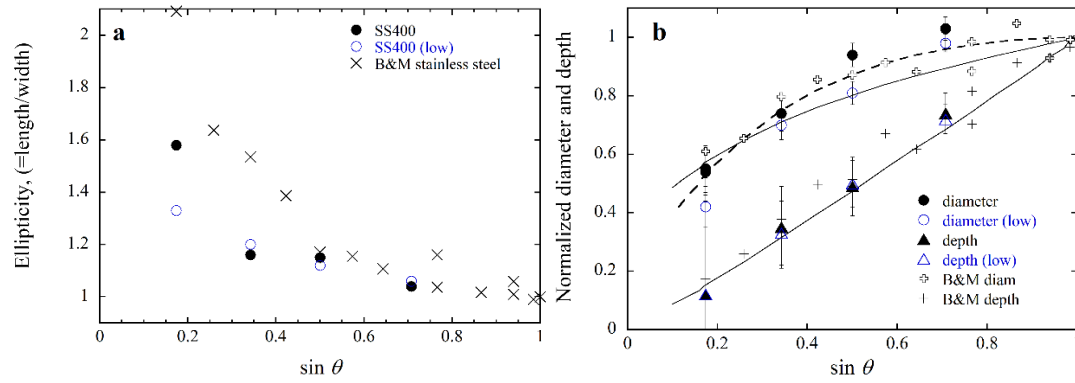 a
SS400
SS400 (low)
B&M stainless steel
Ellipticity, (=length/width)
2
1.8
1.6
1.4
1.2
1
0
0.2
0.4
0.6
0.8
1
sin θ
b
Normalized diameter and depth
1
0.8
0.6
0.4
0.2
0
diameter
diameter (low)
depth
depth (low)
B&M diam
B&M depth
0.2
0.4
0.6
0.8
sin θ